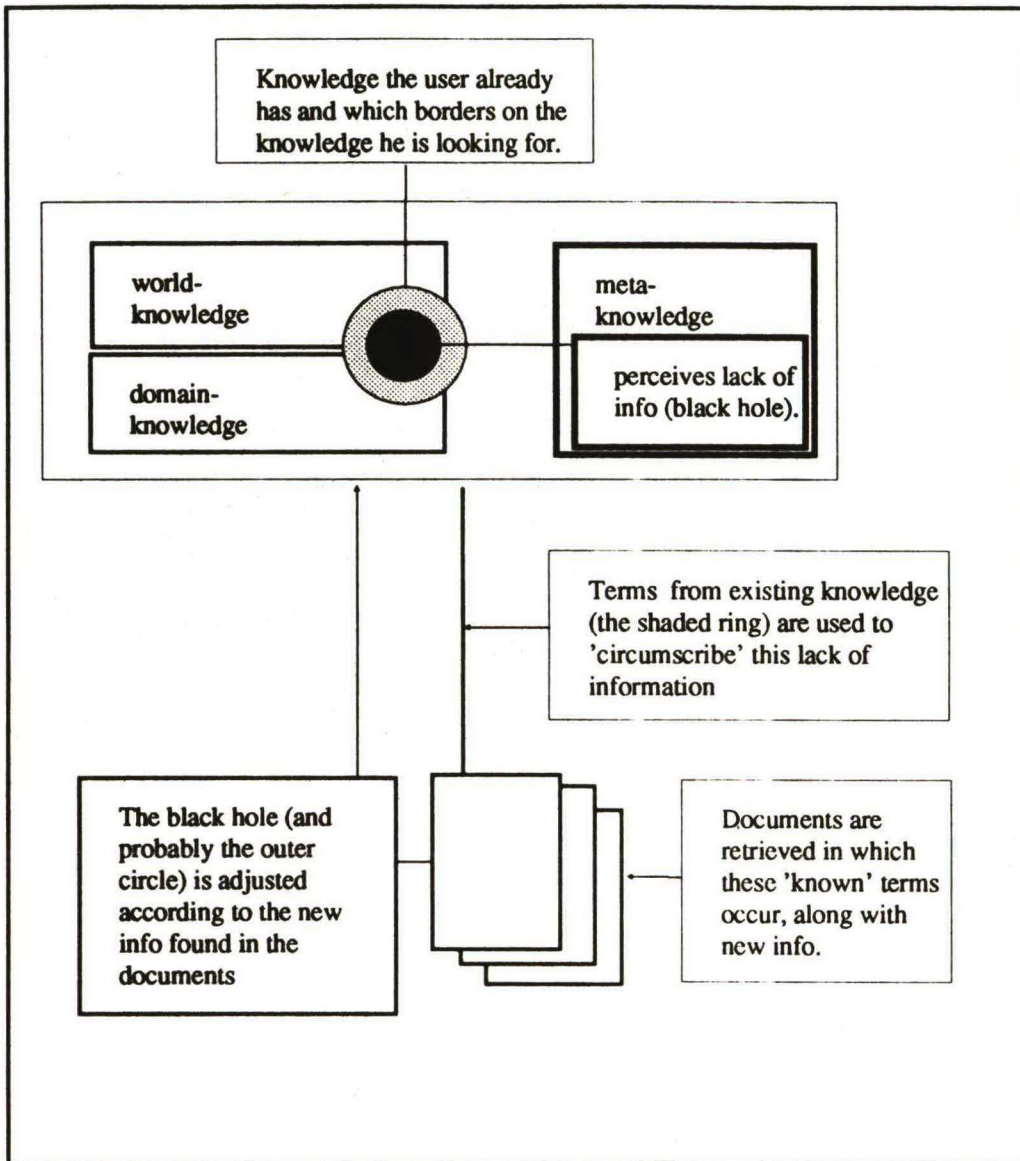 Knowledge the user already
has and which borders on the
knowledge he is looking for.
world-
knowledge
domain-
knowledge
meta-
knowledge
perceives lack of
info (black hole).
Terms from existing knowledge
(the shaded ring) are used to
'circumscribe' this lack of
information
The black hole (and
probably the outer
circle) is adjusted
according to the new
info found in the
documents
Documents are
retrieved in which
these 'known' terms
occur, along with
new info.